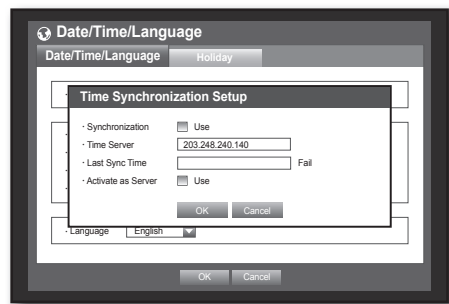 Date/Time/Language
Date/Time/Language Holiday
Time Synchronization Setup
· Synchronization Use
· Time Server 203.248.240.140
· Last Sync Time Fail
· Activate as Server Use
OK Cancel
· Language English
OK Cancel